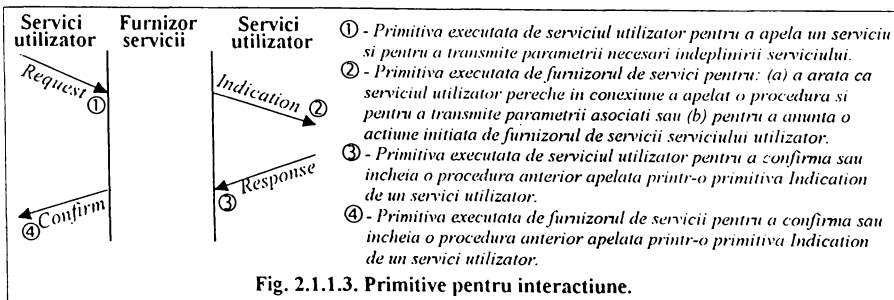 Servici utilizator
Furnizor servicii
Servici utilizator
Request
①
Indication
②
Response
③
Confirm
④
① - Primitiva executata de serviciul utilizator pentru a apela un serviciu
si pentru a transmite parametrii necesari indeplinirii serviciului.
② - Primitiva executata de furnizorul de servici pentru: (a) a arata ca
serviciul utilizator pereche in conexiune a apelat o procedura si
pentru a transmite parametrii asociati sau (b) pentru a anunta o
actiune initiata de furnizorul de servicii serviciului utilizator.
③ - Primitiva executata de serviciul utilizator pentru a confirma sau
incheia o procedura anterior apelata printr-o primitiva Indication
de un servici utilizator.
④ - Primitiva executata de furnizorul de servicii pentru a confirma sau
incheia o procedura anterior apelata printr-o primitiva Indication
de un servici utilizator.
Fig. 2.1.1.3. Primitive pentru interactiune.